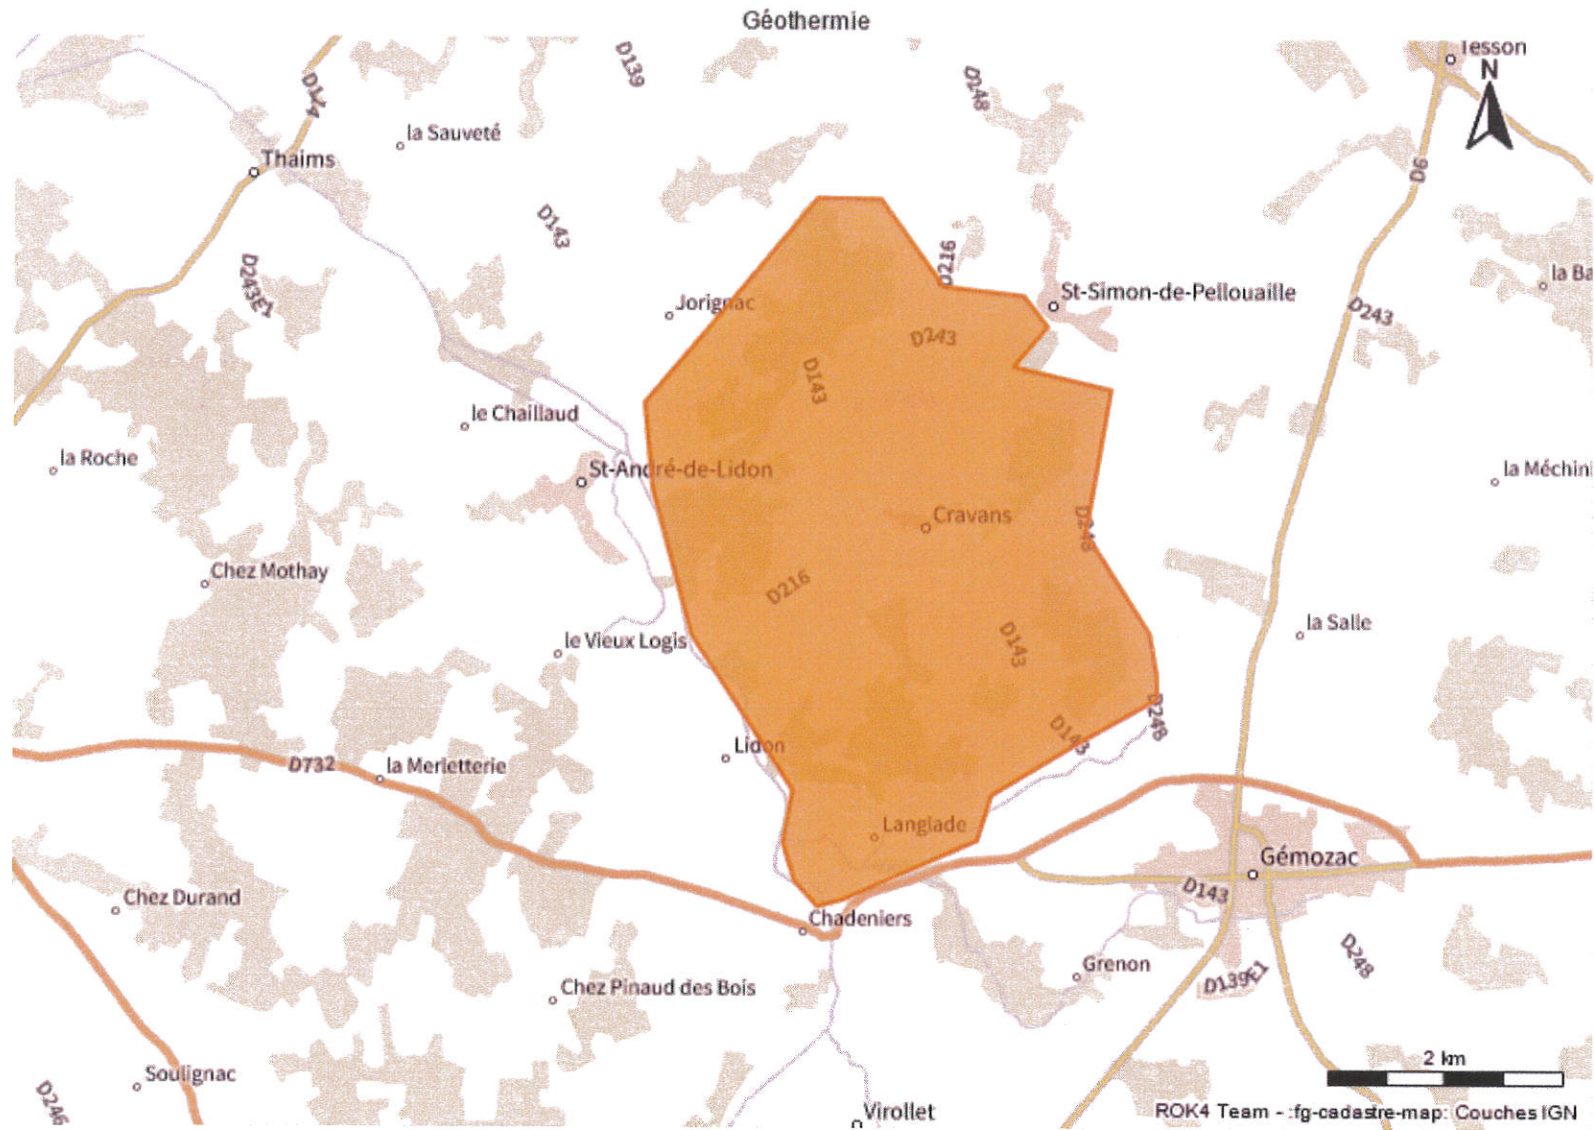 Géothermie
D139
D248
Tesson
N
la Sauveté
Thaims
D6
D143
D216
D243E1
la Ba
St-Simon-de-Pellouaille
Jorignac
D243
D243
D143
le Chaillaud
la Roche
St-André-de-Lidon
la Méchin
Cravans
D248
Chez Mothay
D216
la Salle
le Vieux Logis
D143
D248
D143
Lidon
D732
la Merletterie
Langlade
Gémozac
D143
Chez Durand
Chadeniers
D248
Grenon
D139E1
Chez Pinaud des Bois
2 km
Soulignac
D246
Virollet
ROK4 Team - :fg-cadastre-map: Couches IGN